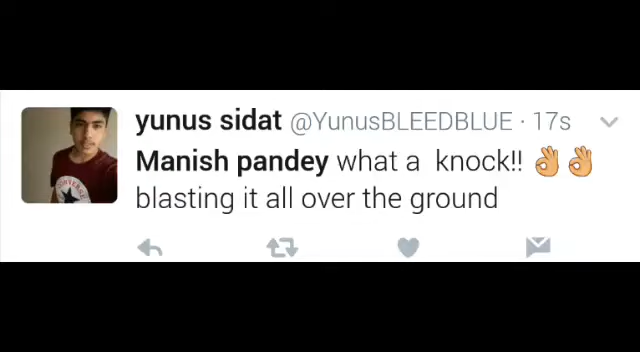 yunus sidat @YunusBLEEDBLUE · 17s
Manish pandey what a knock!! 👌👌
blasting it all over the ground